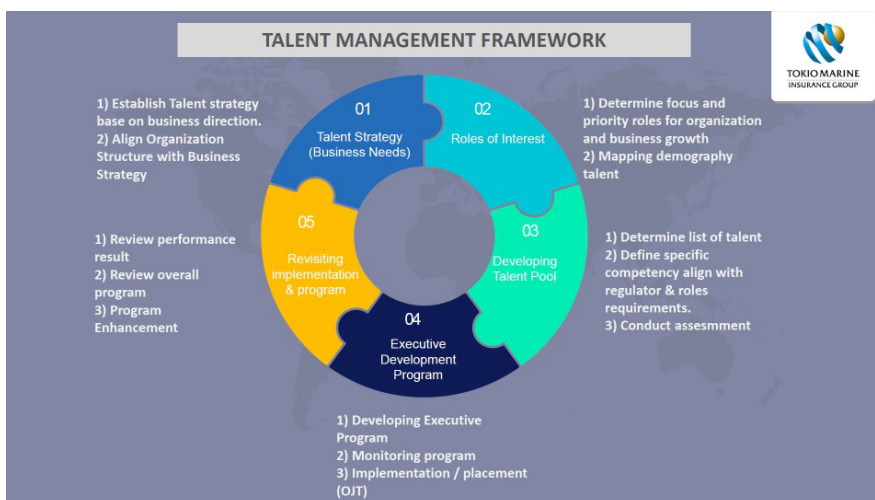 TALENT MANAGEMENT FRAMEWORK
TOKIO MARINE
INSURANCE GROUP
01
Talent Strategy
(Business Needs)
1) Establish Talent strategy
base on business direction.
2) Align Organization
Structure with Business
Strategy
02
Roles of Interest
1) Determine focus and
priority roles for organization
and business growth
2) Mapping demography
talent
03
Developing
Talent Pool
1) Determine list of talent
2) Define specific
competency align with
regulator & roles
requirements.
3) Conduct assesmment
04
Executive
Development
Program
1) Developing Executive
Program
2) Monitoring program
3) Implementation / placement
(OJT)
05
Revisiting
implementation
& program
1) Review performance
result
2) Review overall
program
3) Program
Enhancement